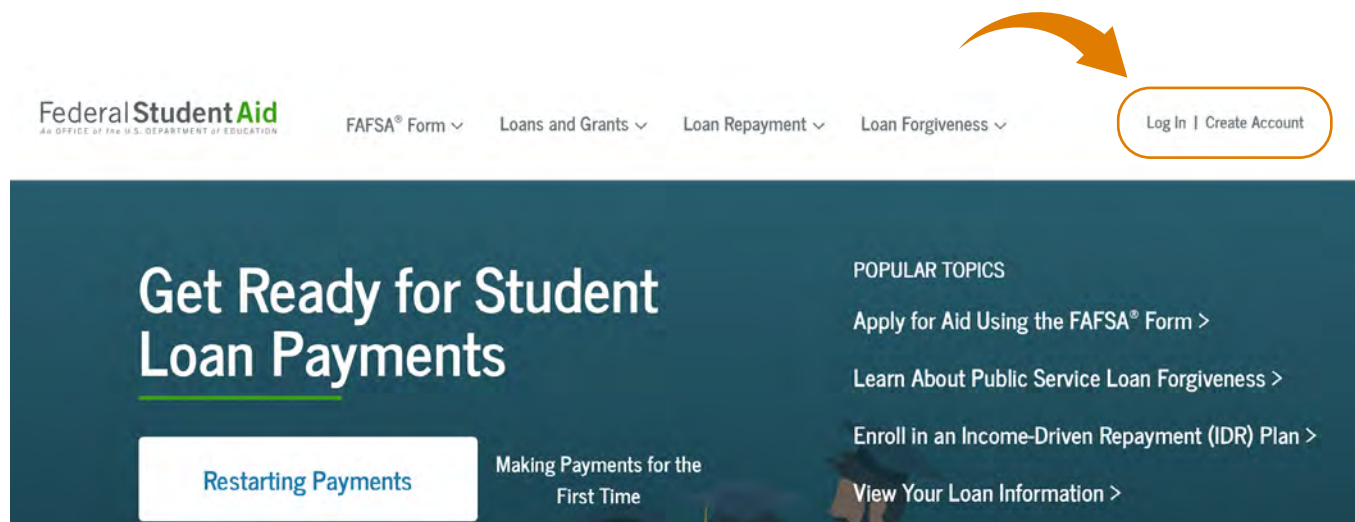 Federal Student Aid
An OFFICE of the U.S. DEPARTMENT of EDUCATION
FAFSA® Form
Loans and Grants
Loan Repayment
Loan Forgiveness
Log In | Create Account
Get Ready for Student
Loan Payments
Restarting Payments
Making Payments for the
First Time
POPULAR TOPICS
Apply for Aid Using the FAFSA® Form >
Learn About Public Service Loan Forgiveness >
Enroll in an Income-Driven Repayment (IDR) Plan >
View Your Loan Information >